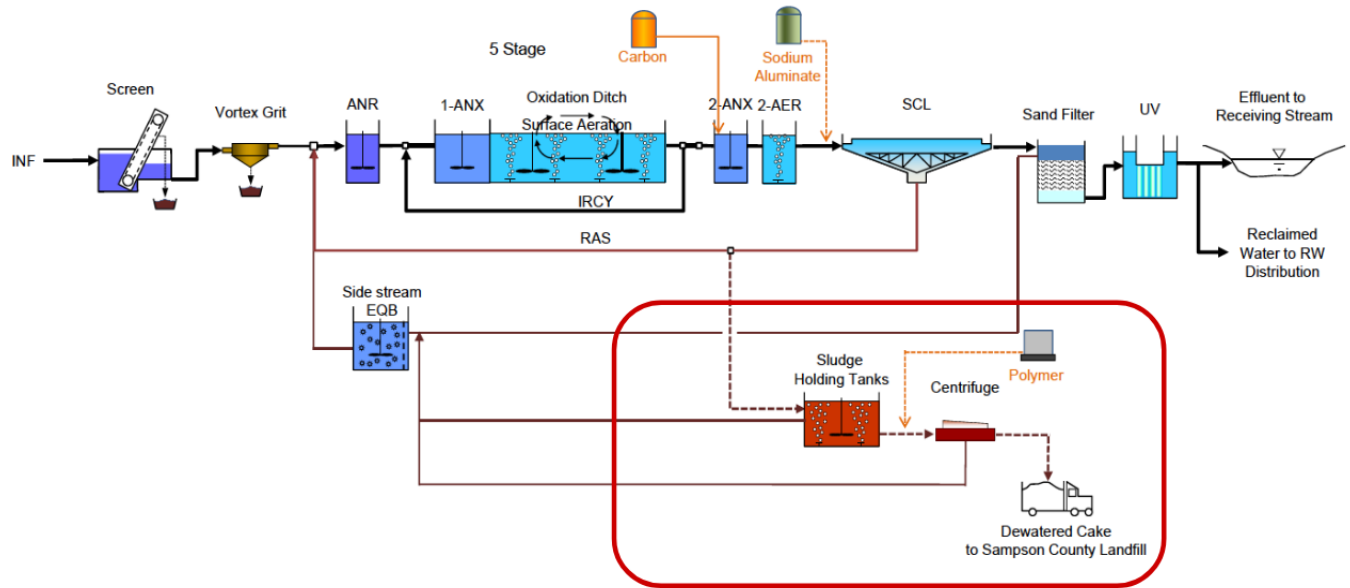 5 Stage
Carbon
Sodium
Aluminate
Screen
Vortex Grit
ANR
1-ANX
Oxidation Ditch
Surface Aeration
2-ANX
2-AER
SCL
Sand Filter
UV
Effluent to
Receiving Stream
INF
IRCY
RAS
Reclaimed
Water to RW
Distribution
Side stream
EQB
Sludge
Holding Tanks
Polymer
Centrifuge
Dewatered Cake
to Sampson County Landfill